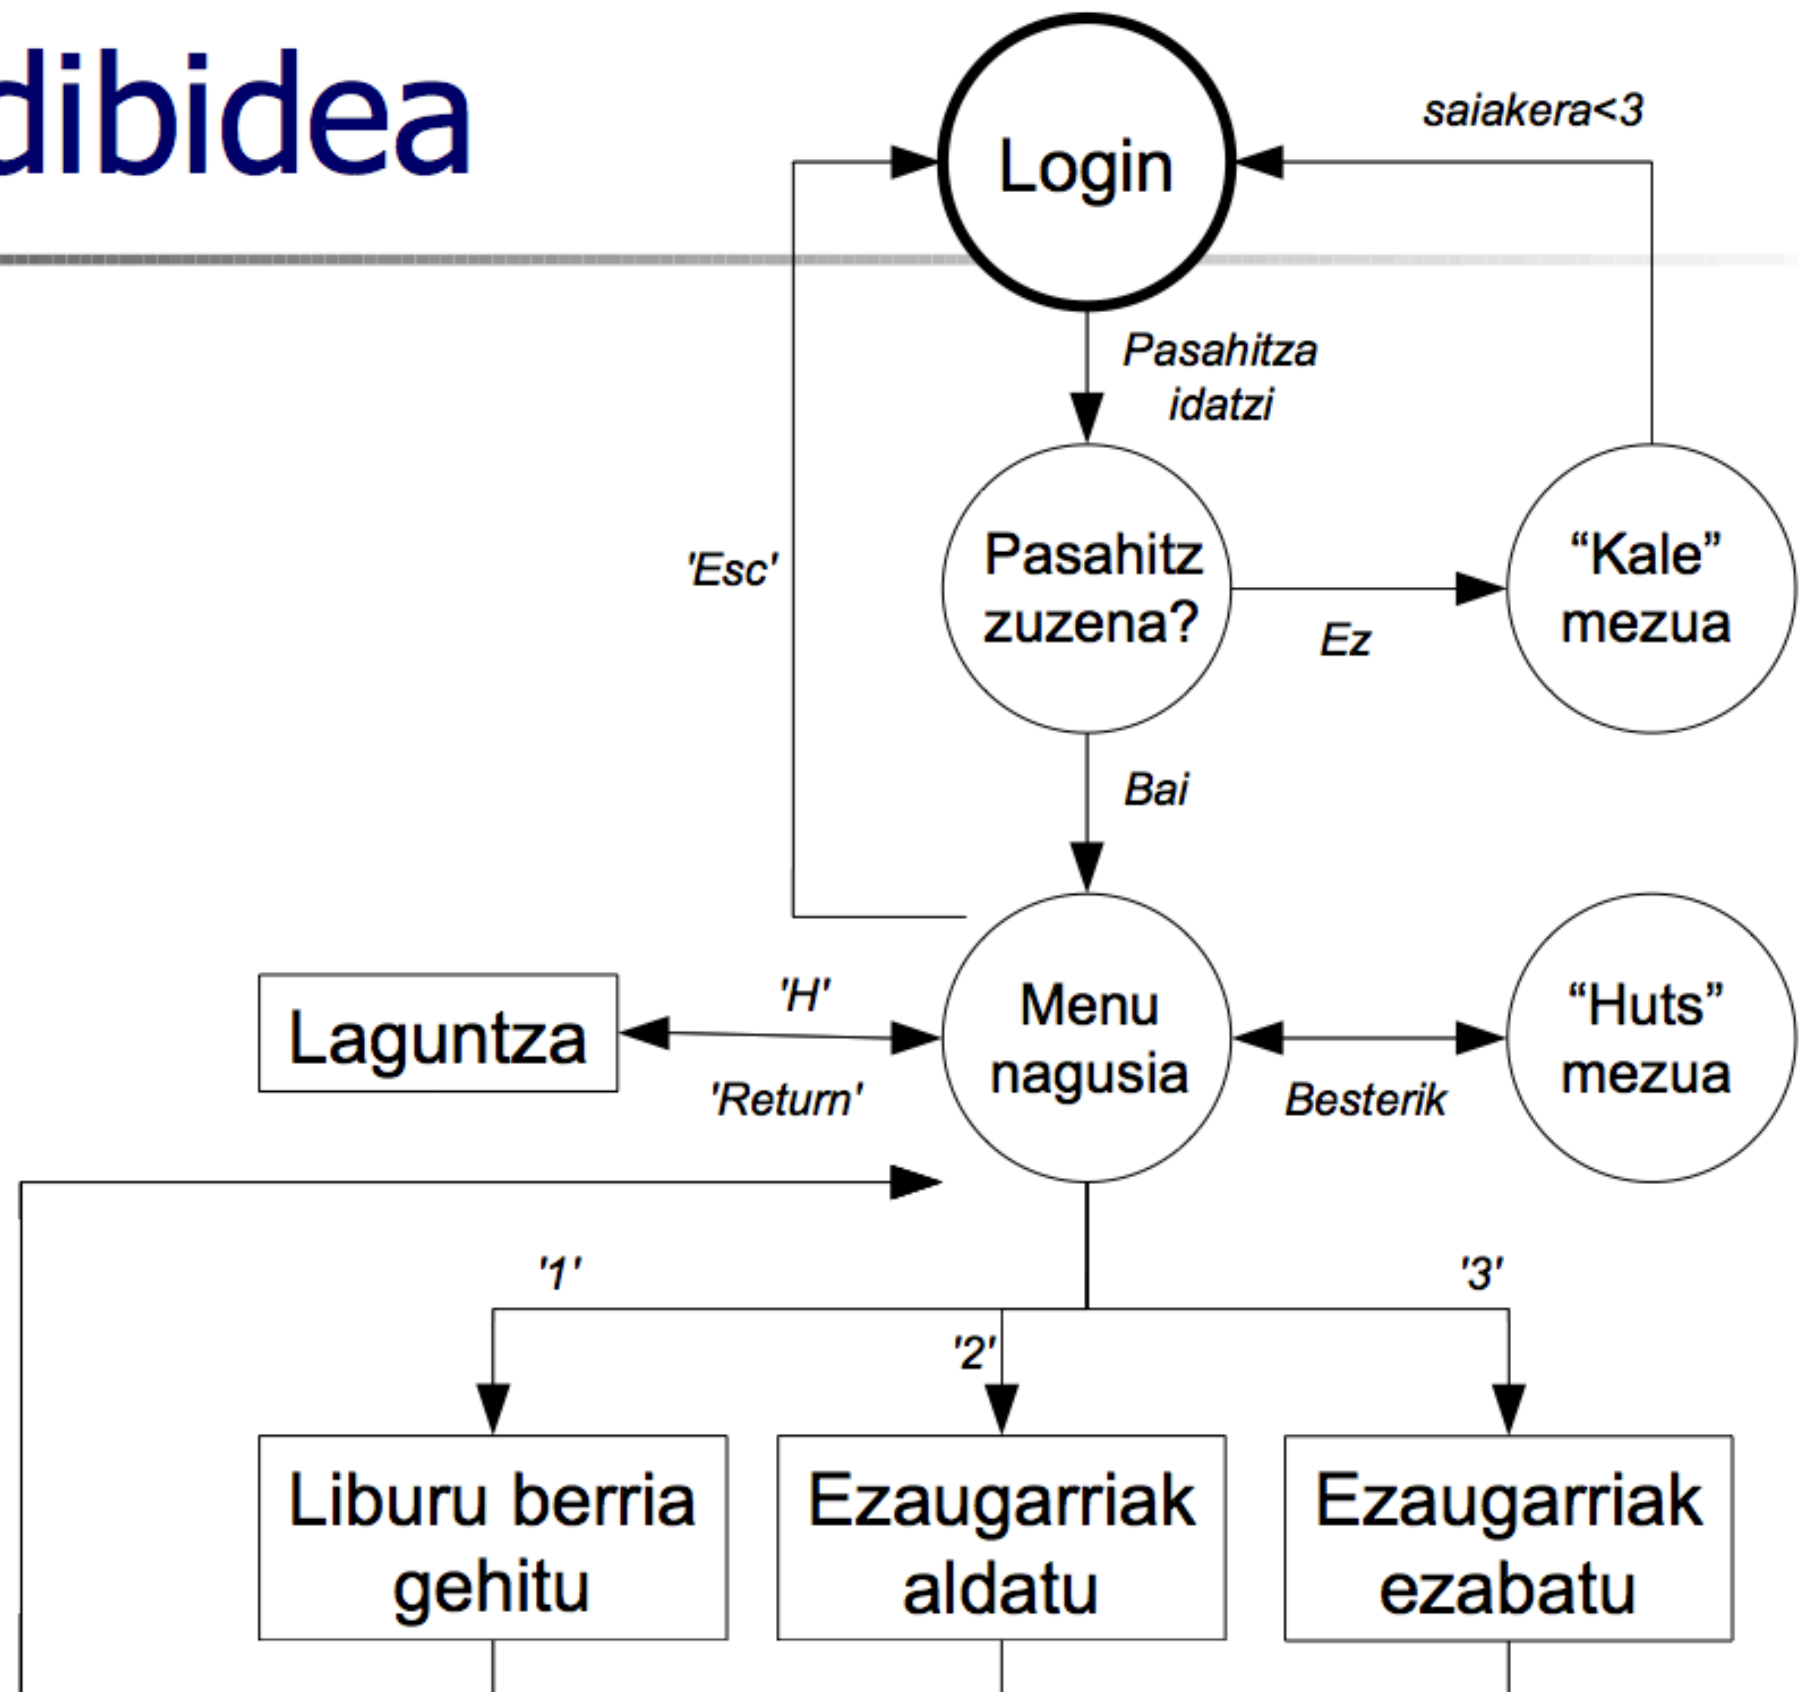 dibidea
Login
saiakera<3
Pasahitza
idatzi
'Esc'
Pasahitz
zuzena?
Ez
“Kale”
mezua
Bai
Laguntza
'H'
'Return'
Menu
nagusia
Besterik
“Huts”
mezua
'1'
'2'
'3'
Liburu berria
gehitu
Ezaugarriak
aldatu
Ezaugarriak
ezabatu